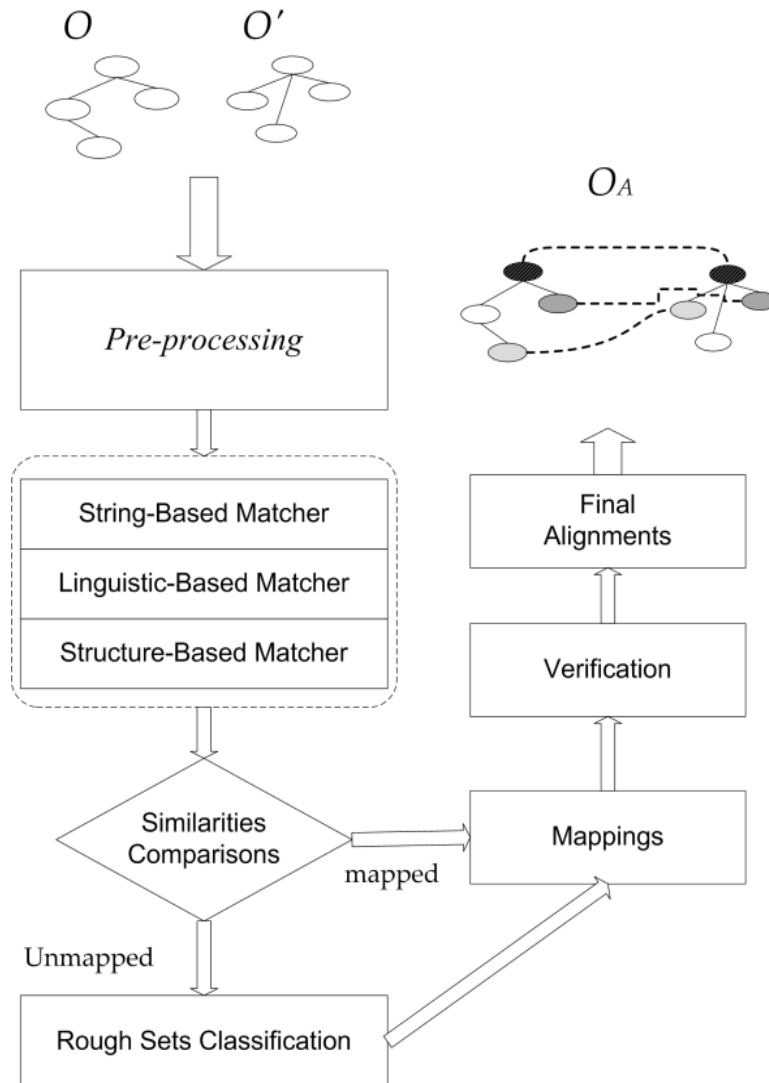 O
O'
O_A
Pre-processing
String-Based Matcher
Linguistic-Based Matcher
Structure-Based Matcher
Similarities
Comparisons
mapped
Unmapped
Rough Sets Classification
Mappings
Verification
Final
Alignments